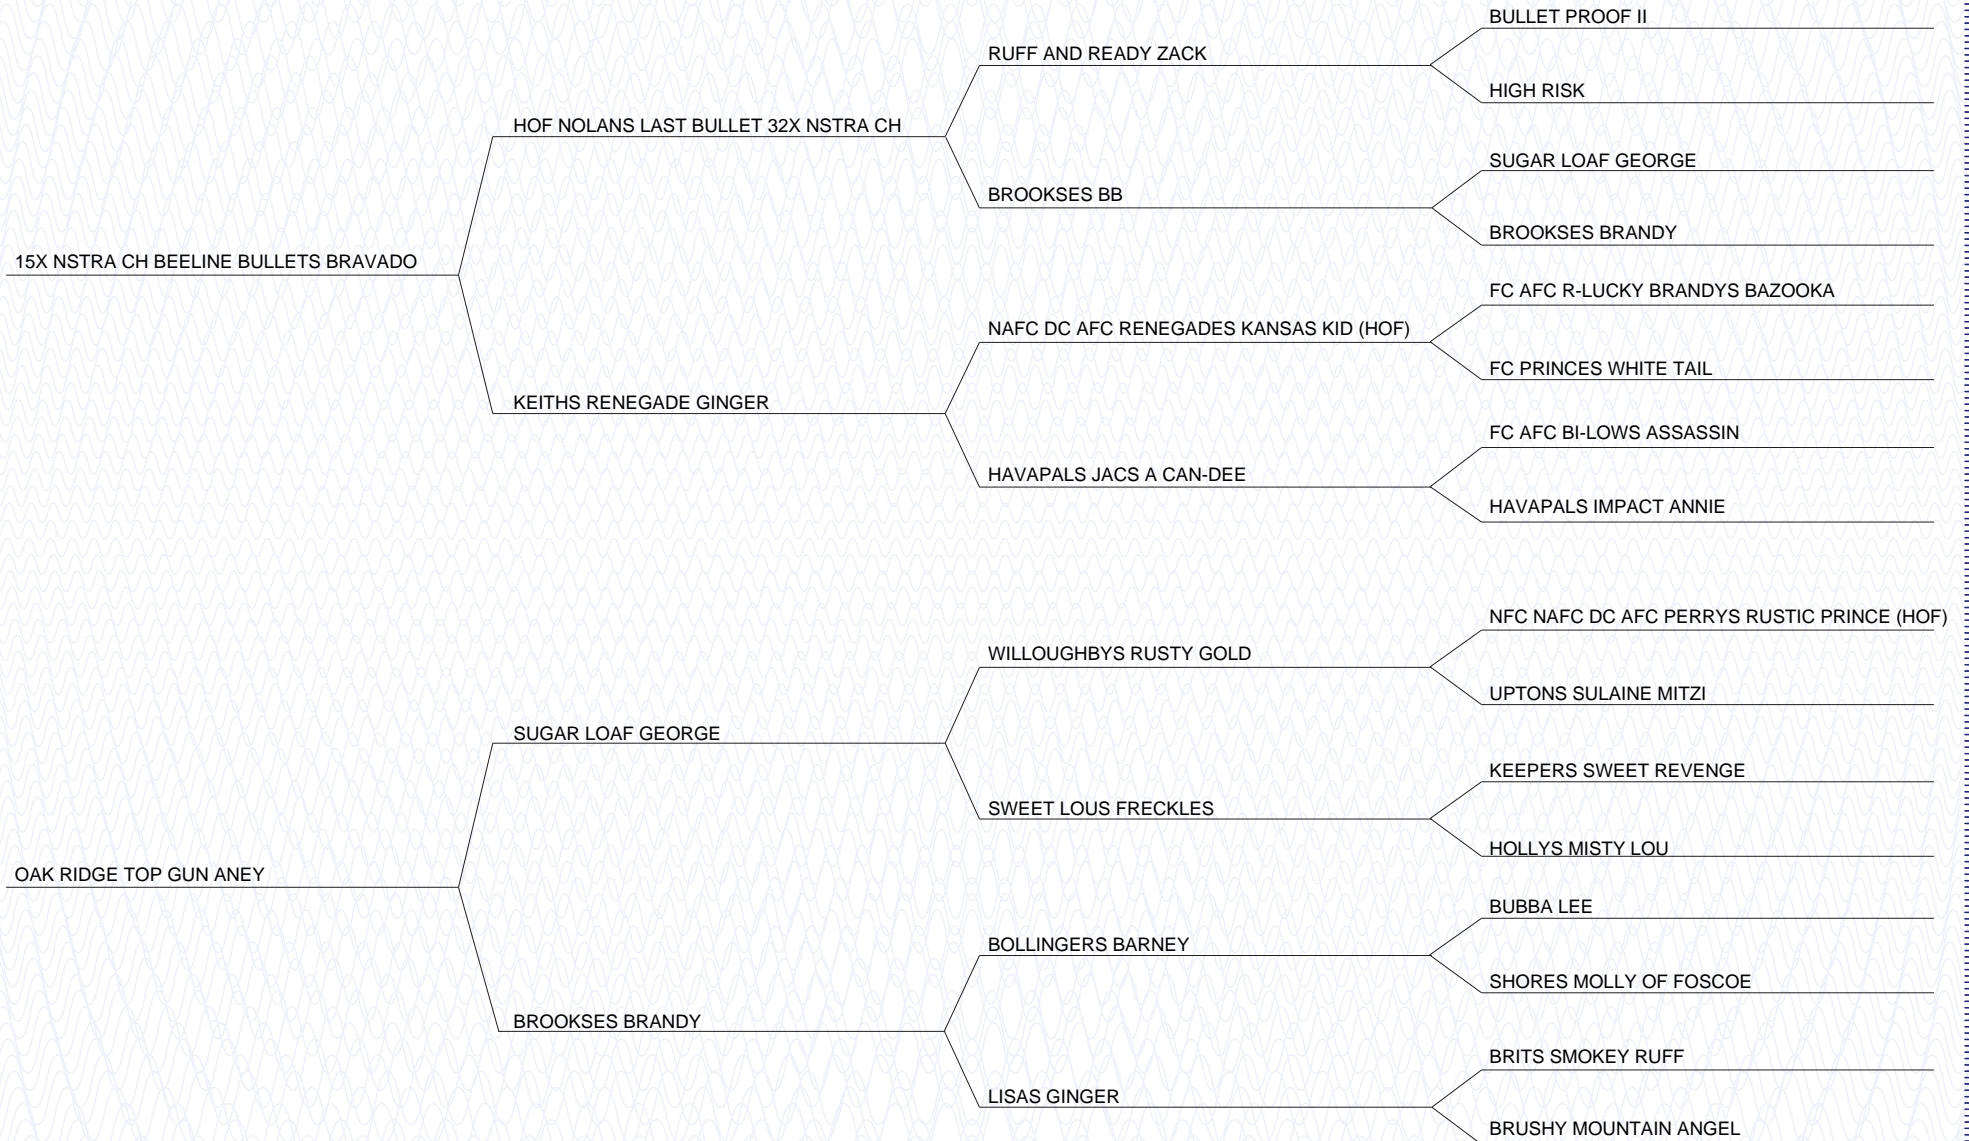 BULLET PROOF II
RUFF AND READY ZACK
HIGH RISK
HOF NOLANS LAST BULLET 32X NSTRA CH
SUGAR LOAF GEORGE
BROOKSES BB
BROOKSES BRANDY
15X NSTRA CH BEELINE BULLETS BRAVADO
FC AFC R-LUCKY BRANDYS BAZOOKA
NAFC DC AFC RENEGADES KANSAS KID (HOF)
FC PRINCES WHITE TAIL
KEITHS RENEGADE GINGER
FC AFC BI-LOWS ASSASSIN
HAVAPALS JACS A CAN-DEE
HAVAPALS IMPACT ANNIE
NFC NAFC DC AFC PERRYS RUSTIC PRINCE (HOF)
WILLOUGHBYS RUSTY GOLD
UPTONS SULAINE MITZI
SUGAR LOAF GEORGE
KEEPERS SWEET REVENGE
SWEET LOUS FRECKLES
HOLLYS MISTY LOU
OAK RIDGE TOP GUN ANEY
BUBBA LEE
BOLLINGERS BARNEY
SHORES MOLLY OF FOSCOE
BROOKSES BRANDY
BRITS SMOKEY RUFF
LISAS GINGER
BRUSHY MOUNTAIN ANGEL